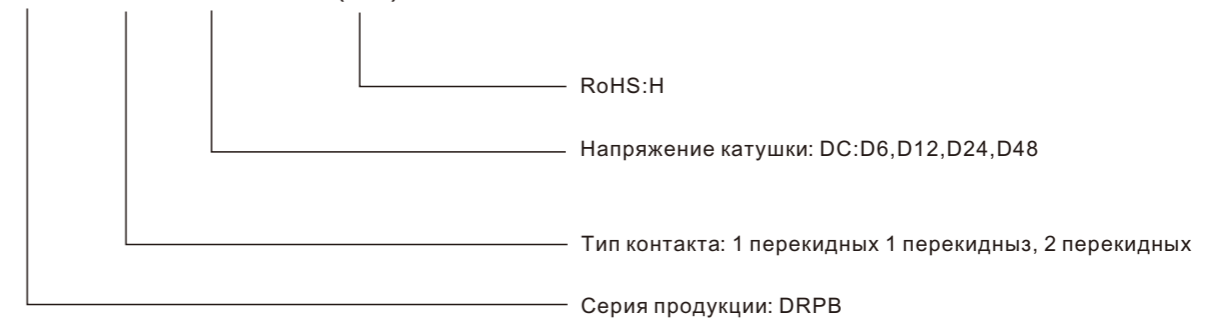 RoHS:H
Напряжение катушки: DC:D6,D12,D24,D48
Тип контакта: 1 перекидных 1 перекидныз, 2 перекидных
Серия продукции: DRPB